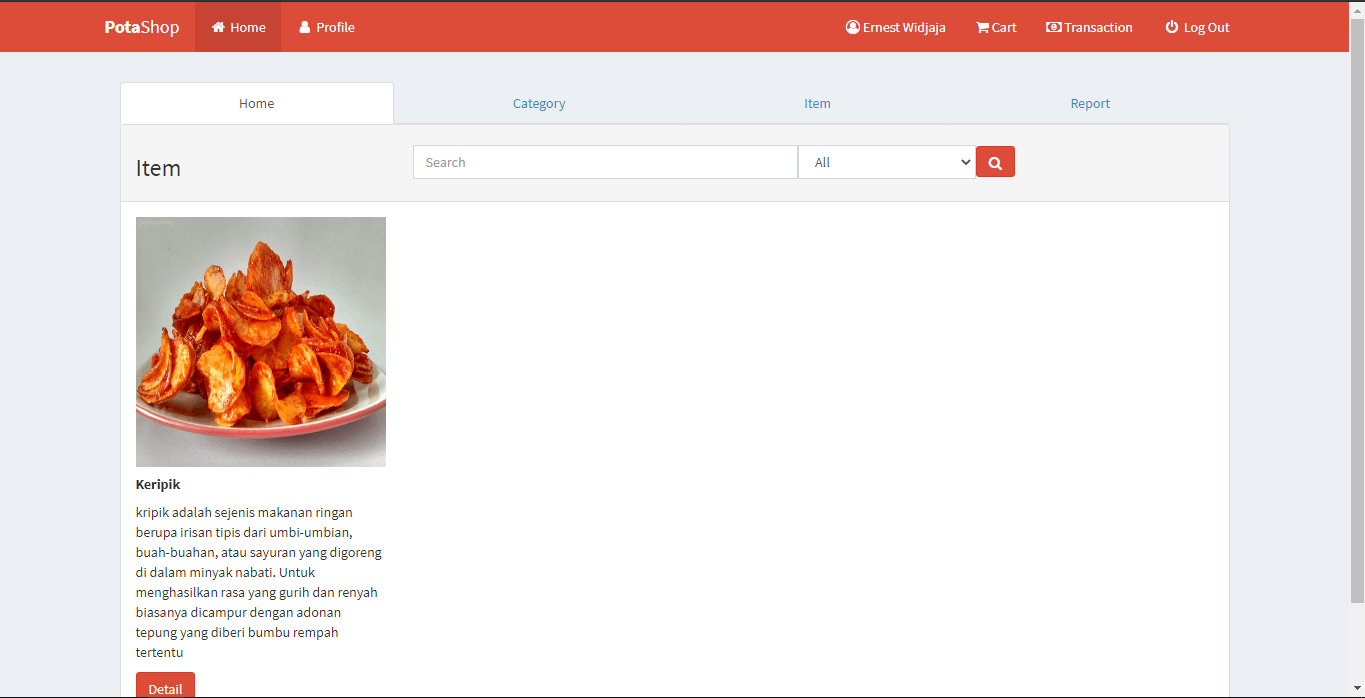 PotaShop Home Profile Ernest Widjaja Cart Transaction Log Out
Home Category Item Report
Item Search All
Keripik
kripik adalah sejenis makanan ringan
berupa irisan tipis dari umbi-umbian,
buah-buahan, atau sayuran yang digoreng
di dalam minyak nabati. Untuk
menghasilkan rasa yang gurih dan renyah
biasanya dicampur dengan adonan
tepung yang diberi bumbu rempah
tertentu
Detail